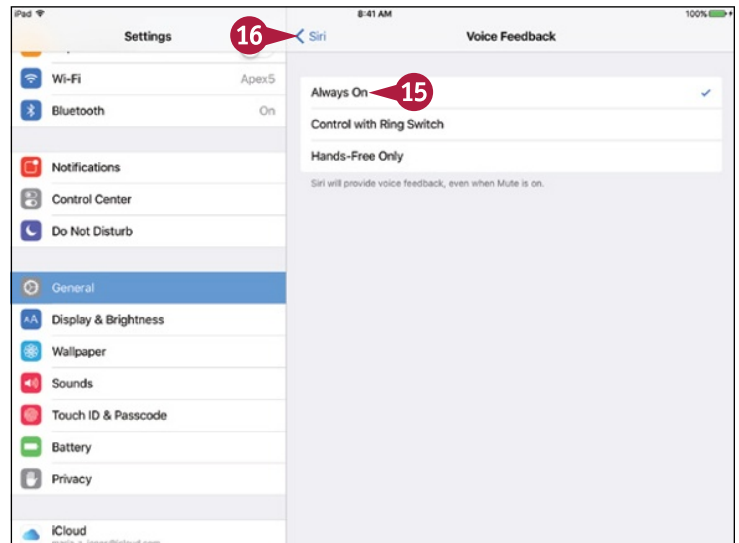 iPad 8:41 AM 100%
Settings
16
Siri
Voice Feedback
Wi-Fi Apex5
Bluetooth On
Notifications
Control Center
Do Not Disturb
General
Display & Brightness
Wallpaper
Sounds
Touch ID & Passcode
Battery
Privacy
iCloud
Always On
15
Control with Ring Switch
Hands-Free Only
Siri will provide voice feedback, even when Mute is on.